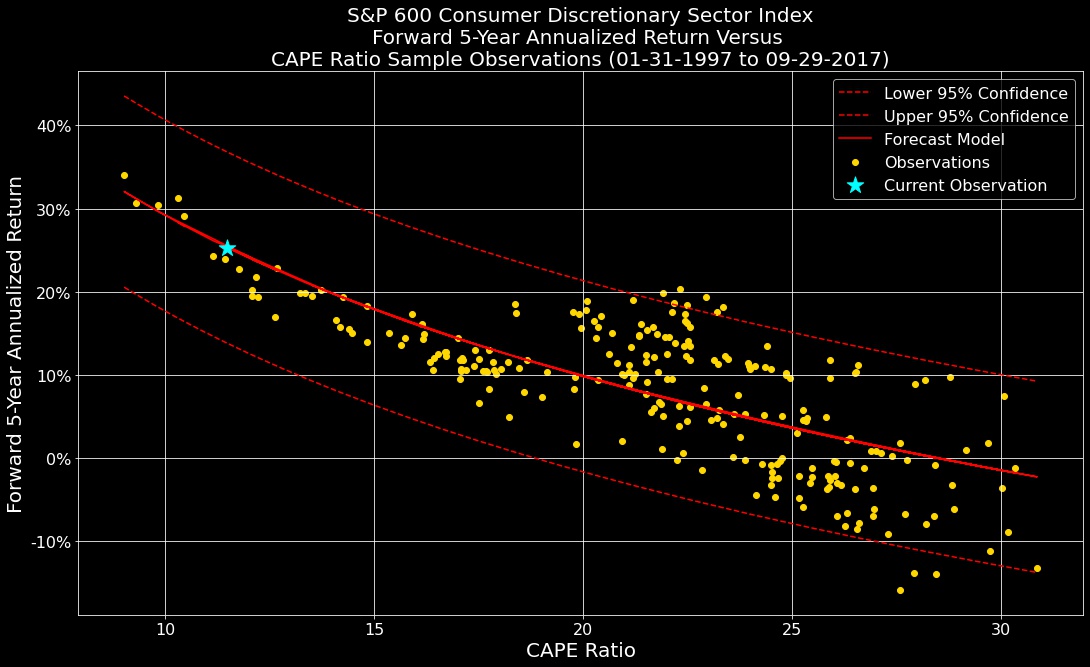 S&P 600 Consumer Discretionary Sector Index
Forward 5-Year Annualized Return Versus
CAPE Ratio Sample Observations (01-31-1997 to 09-29-2017)
Lower 95% Confidence
Upper 95% Confidence
Forecast Model
Observations
Current Observation
Forward 5-Year Annualized Return
40%
30%
20%
10%
0%
-10%
10
15
20
25
30
CAPE Ratio